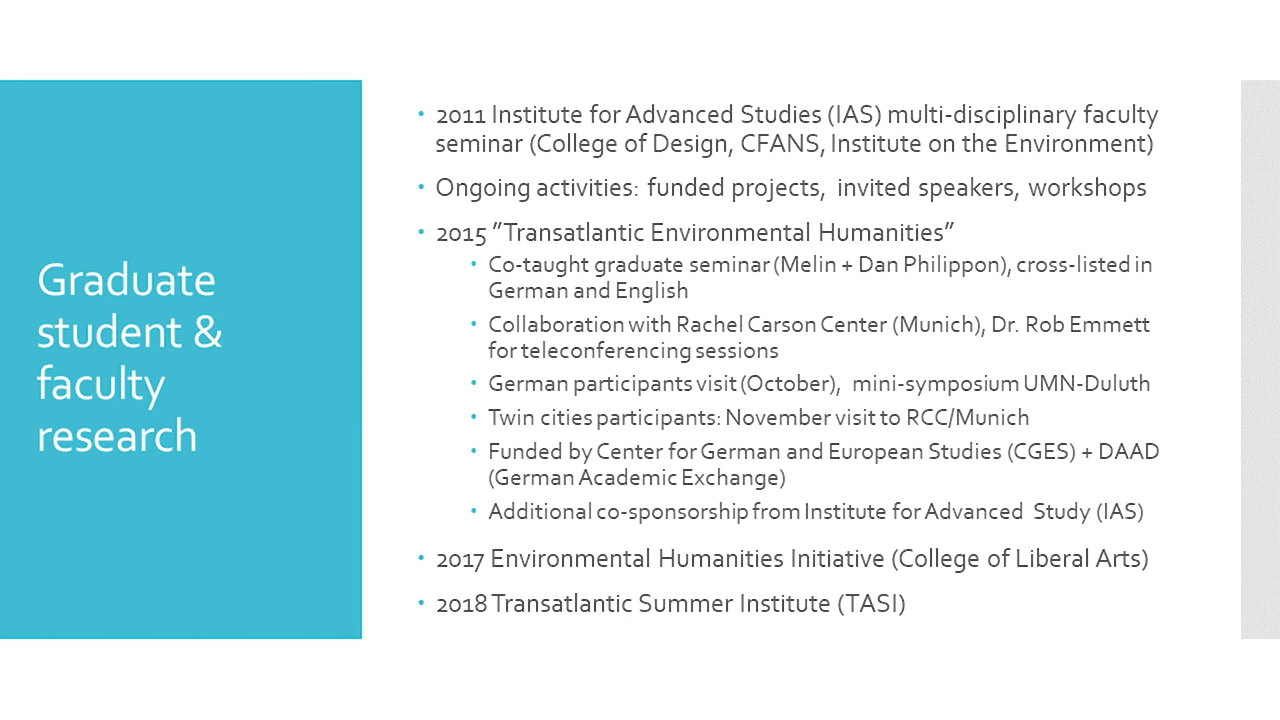 Graduate
student &
faculty
research
• 2011 Institute for Advanced Studies (IAS) multi-disciplinary faculty
seminar (College of Design, CFANS, Institute on the Environment)
• Ongoing activities: funded projects, invited speakers, workshops
• 2015 ”Transatlantic Environmental Humanities”
• Co-taught graduate seminar (Melin + Dan Philippon), cross-listed in
German and English
• Collaboration with Rachel Carson Center (Munich), Dr. Rob Emmett
for teleconferencing sessions
• German participants visit (October), mini-symposium UMN-Duluth
• Twin cities participants: November visit to RCC/Munich
• Funded by Center for German and European Studies (CGES) + DAAD
(German Academic Exchange)
• Additional co-sponsorship from Institute for Advanced Study (IAS)
• 2017 Environmental Humanities Initiative (College of Liberal Arts)
• 2018 Transatlantic Summer Institute (TASI)